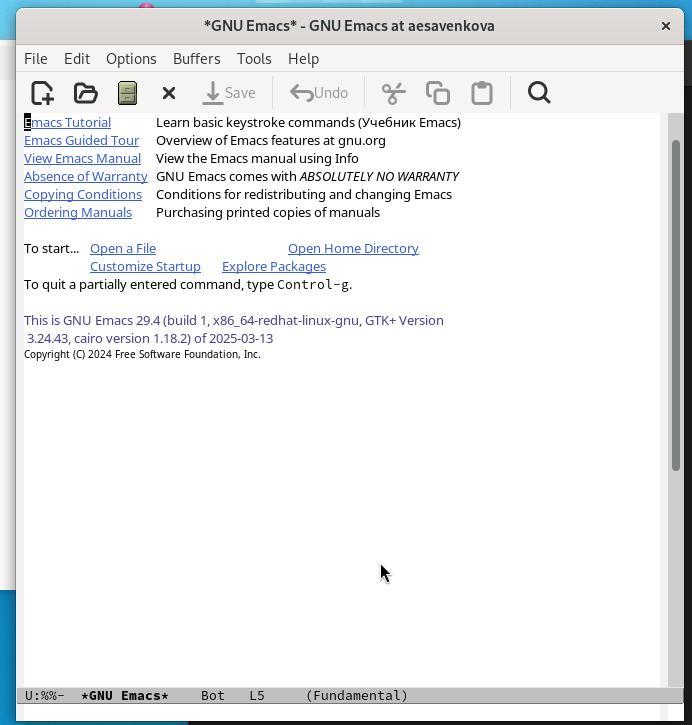 *GNU Emacs* - GNU Emacs at aesavenkova
File Edit Options Buffers Tools Help
Save Undo
Emacs Tutorial Learn basic keystroke commands (Учебник Emacs)
Emacs Guided Tour Overview of Emacs features at gnu.org
View Emacs Manual View the Emacs manual using Info
Absence of Warranty GNU Emacs comes with ABSOLUTELY NO WARRANTY
Copying Conditions Conditions for redistributing and changing Emacs
Ordering Manuals Purchasing printed copies of manuals
To start... Open a File Open Home Directory
Customize Startup Explore Packages
To quit a partially entered command, type Control-g.
This is GNU Emacs 29.4 (build 1, x86_64-redhat-linux-gnu, GTK+ Version
3.24.43, cairo version 1.18.2) of 2025-03-13
Copyright (C) 2024 Free Software Foundation, Inc.
U:%%- *GNU Emacs* Bot L5 (Fundamental)